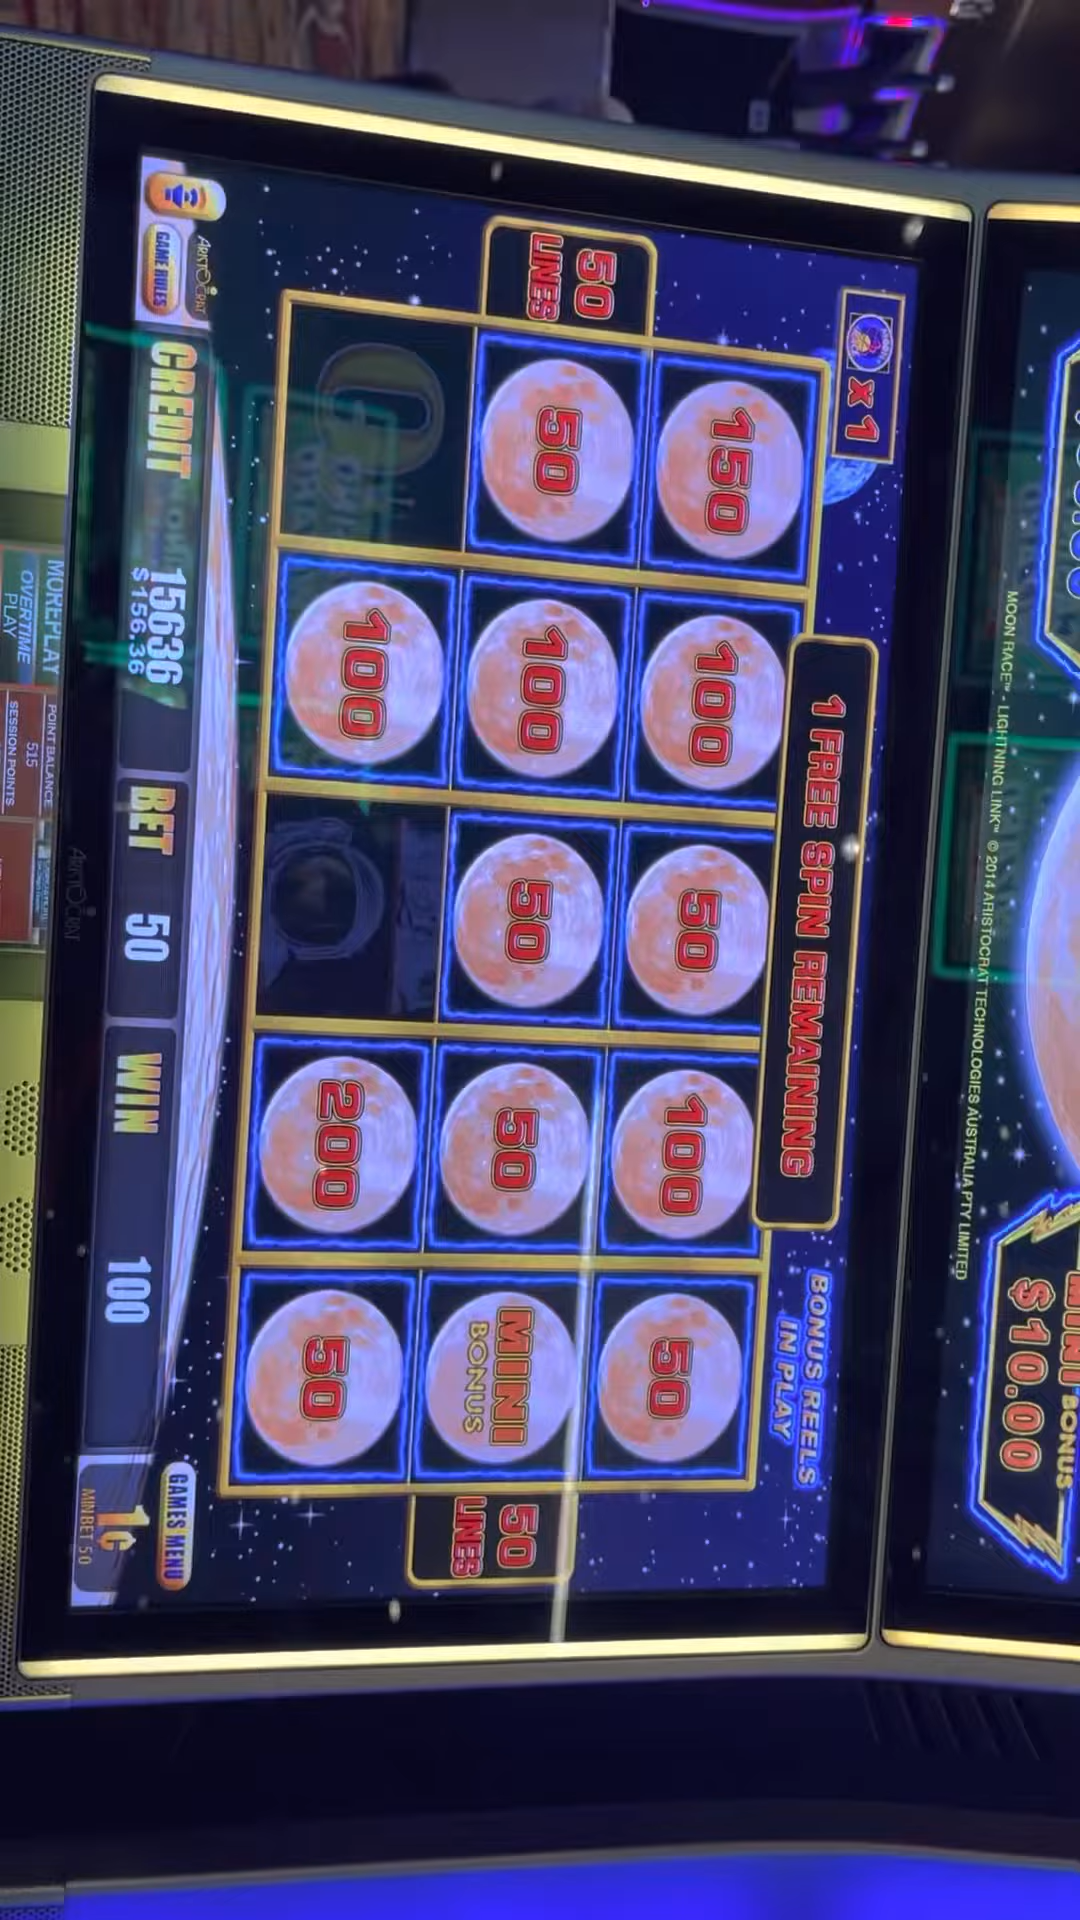 MOON RACE™ - LIGHTNING LINK™ © 2014 ARISTOCRAT TECHNOLOGIES AUSTRALIA PTY LIMITED
MINI BONUS
$10.00
X 1
1 FREE SPIN REMAINING
BONUS REELS
IN PLAY
50
LINES
150
100
50
100
50
50
100
50
50
MINI
BONUS
100
200
50
50
LINES
ARISTOCRAT
GAME RULES
CREDIT
15636
$156.36
BET
50
WIN
100
GAMES MENU
1¢
MINBET 50
ARISTOCRAT
MOREPLAY
OVERTIME
PLAY
POINT BALANCE
515
SESSION POINTS